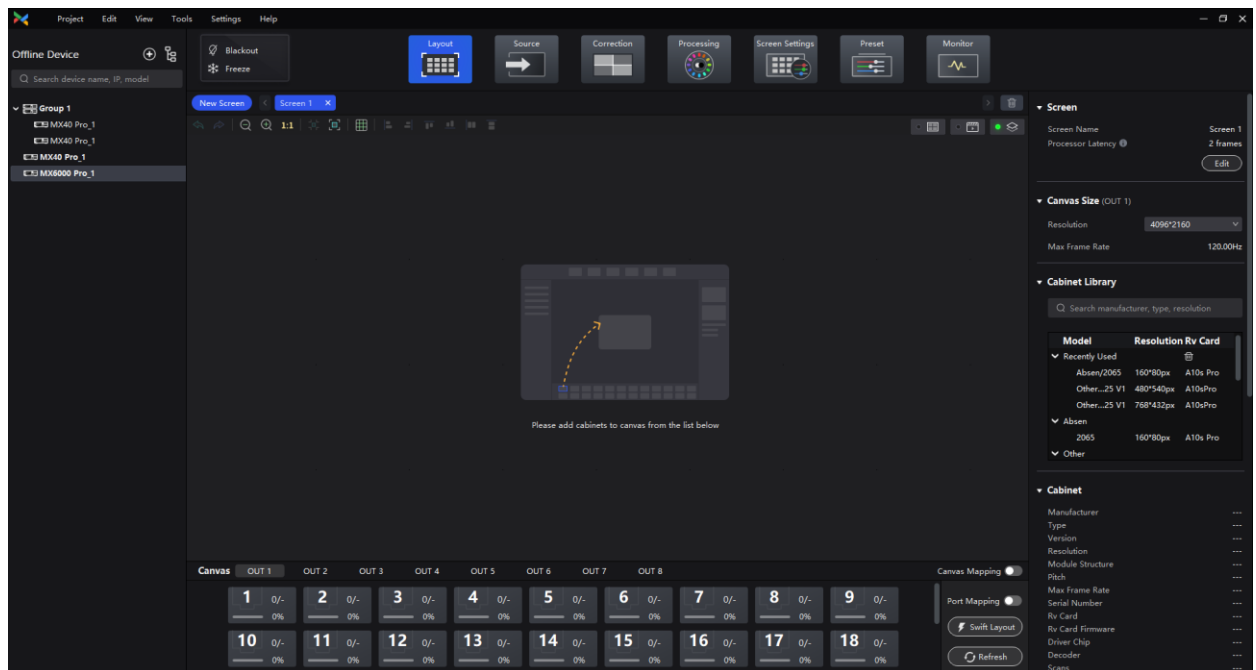 Project Edit View Tools Settings Help
Offline Device
Search device name, IP, model
Group 1
MX40 Pro_1
MX40 Pro_1
MX40 Pro_1
MX6000 Pro_1
Blackout
Freeze
Layout Source Correction Processing Screen Settings Preset Monitor
New Screen Screen 1 X
1:1
Please add cabinets to canvas from the list below
Canvas OUT 1 OUT 2 OUT 3 OUT 4 OUT 5 OUT 6 OUT 7 OUT 8 Canvas Mapping
1 0/- 2 0/- 3 0/- 4 0/- 5 0/- 6 0/- 7 0/- 8 0/- 9 0/-
0% 0% 0% 0% 0% 0% 0% 0% 0%
10 0/- 11 0/- 12 0/- 13 0/- 14 0/- 15 0/- 16 0/- 17 0/- 18 0/-
0% 0% 0% 0% 0% 0% 0% 0% 0%
Port Mapping
Swift Layout
Refresh
Screen
Screen Name Screen 1
Processor Latency 2 frames
Edit
Canvas Size (OUT 1)
Resolution 4096*2160
Max Frame Rate 120.00Hz
Cabinet Library
Search manufacturer, type, resolution
Model Resolution Rv Card
Recently Used
Absen/2065 160*80px A10s Pro
Other...25 V1 480*540px A10sPro
Other...25 V1 768*432px A10sPro
Absen
2065 160*80px A10s Pro
Other
Cabinet
Manufacturer ---
Type ---
Version ---
Resolution ---
Module Structure ---
Pitch ---
Max Frame Rate ---
Serial Number ---
Rv Card ---
Rv Card Firmware ---
Driver Chip ---
Decoder ---
Scans ---